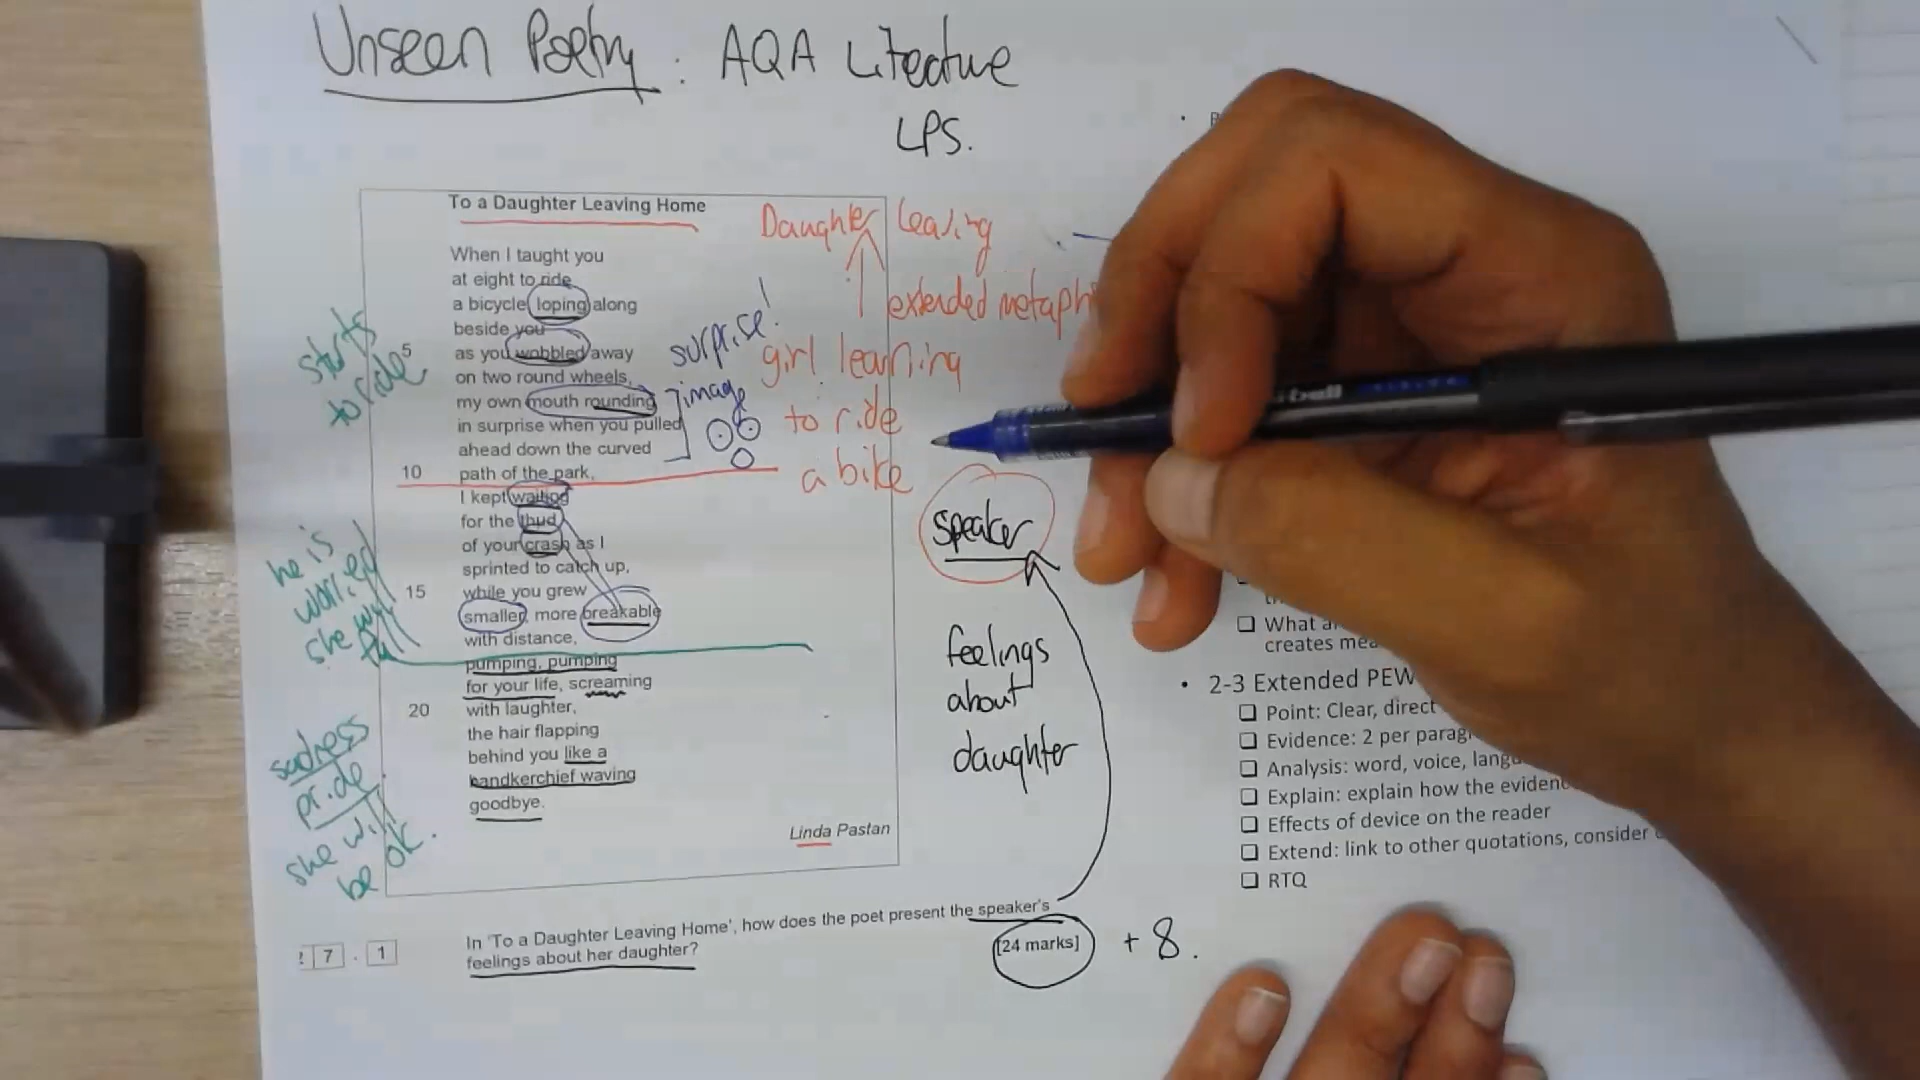 Unseen Poetry : AQA Literature
LPS.
To a Daughter Leaving Home
When I taught you
at eight to ride
a bicycle, loping along
beside you
5 as you wobbled away
on two round wheels,
my own mouth rounding
in surprise when you pulled
ahead down the curved
10 path of the park,
I kept waiting
for the thud
of your crash as I
sprinted to catch up,
15 while you grew
smaller, more breakable
with distance,
pumping, pumping
for your life, screaming
20 with laughter,
the hair flapping
behind you like a
handkerchief waving
goodbye.
Linda Pastan
starts
to ride
he is
worried
she will
fall
sadness
pride
she will
be ok.
surprise!
image
Daughter leaving
extended metaph
girl learning
to ride
a bike
speaker
feelings
about
daughter
7 . 1
In 'To a Daughter Leaving Home', how does the poet present the speaker's
feelings about her daughter?
[24 marks] + 8.
ball
What
creates mea
• 2-3 Extended PEW
Point: Clear, direct
Evidence: 2 per parag
Analysis: word, voice, lang
Explain: explain how the eviden
Effects of device on the reader
Extend: link to other quotations, consider
RTQ